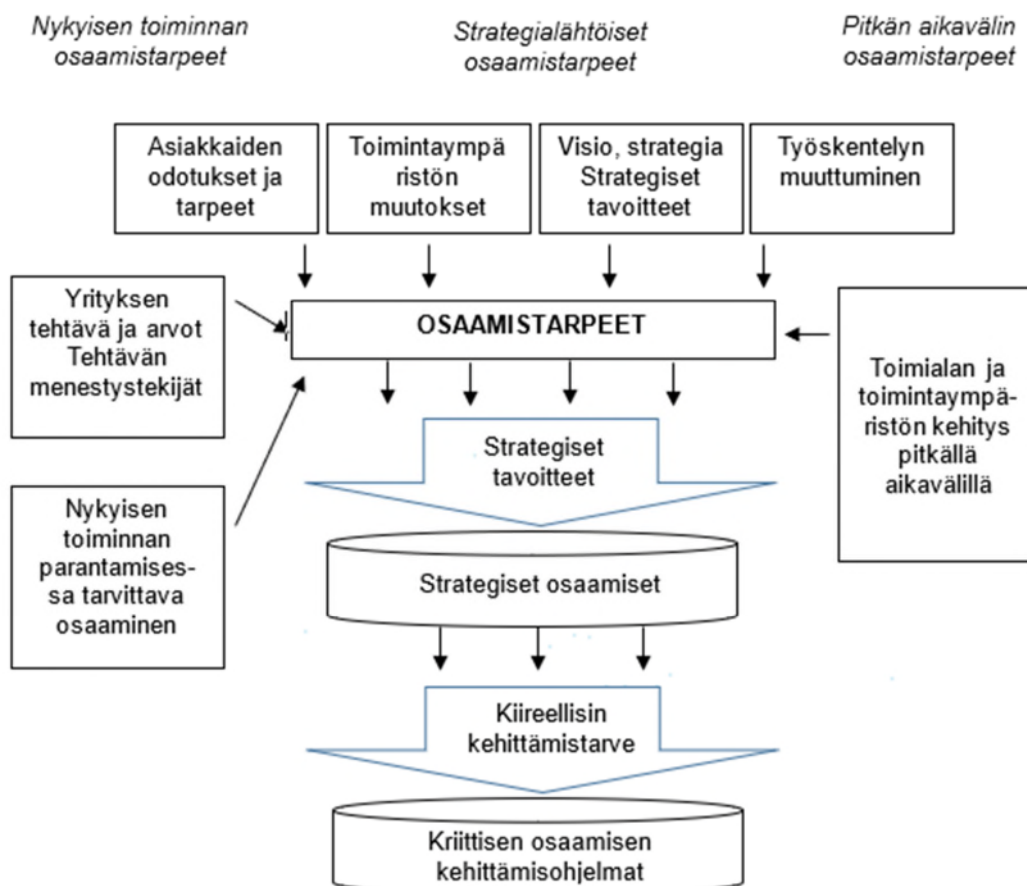 Nykyisen toiminnan
osaamistarpeet
Strategialähtöiset
osaamistarpeet
Pitkän aikavälin
osaamistarpeet
Asiakkaiden
odotukset ja
tarpeet
Toimintaympä
ristön
muutokset
Visio, strategia
Strategiset
tavoitteet
Työskentelyn
muuttuminen
Yrityksen
tehtävä ja arvot
Tehtävän
menestystekijät
OSAAMISTARPEET
Toimialan ja
toimintaympä-
ristön kehitys
pitkällä
aikavälillä
Strategiset
tavoitteet
Nykyisen
toiminnan
parantamises-
ssa tarvittava
osaaminen
Strategiset osaamiset
Kiireellisin
kehittämistarve
Kriittisen osaamisen
kehittämisohjelmat